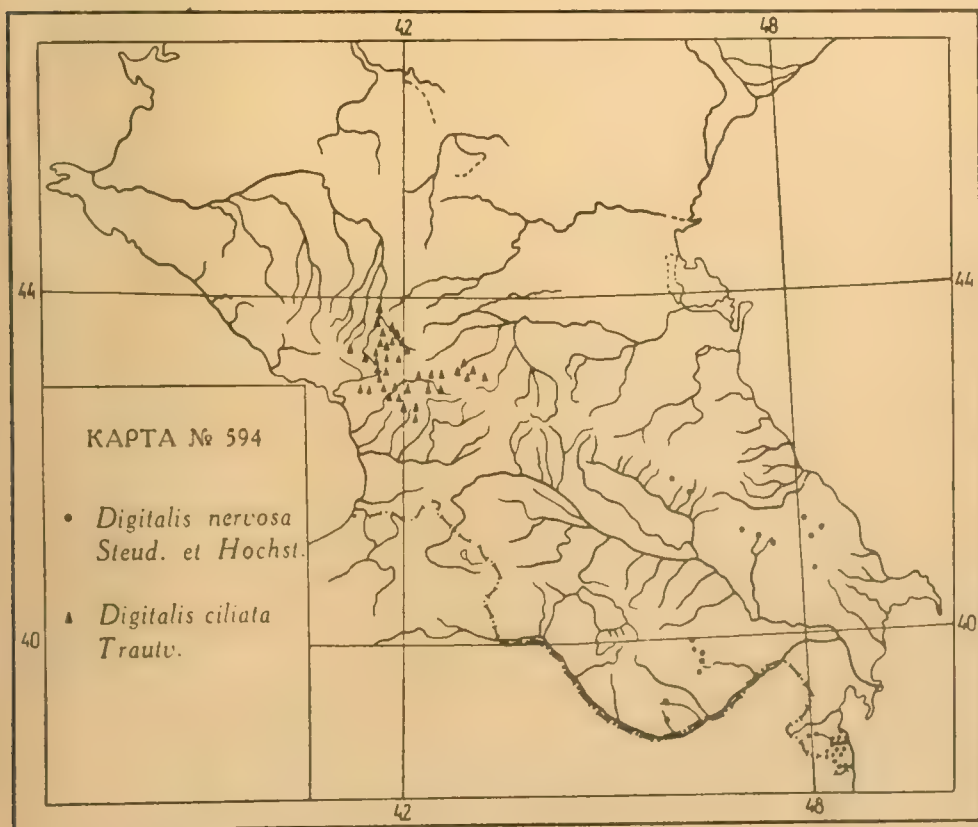 42 48
44 44
КАРТА № 594
Digitalis nervosa
Steud. et Hochst.
Digitalis ciliata
Trautv.
40 40
42 48